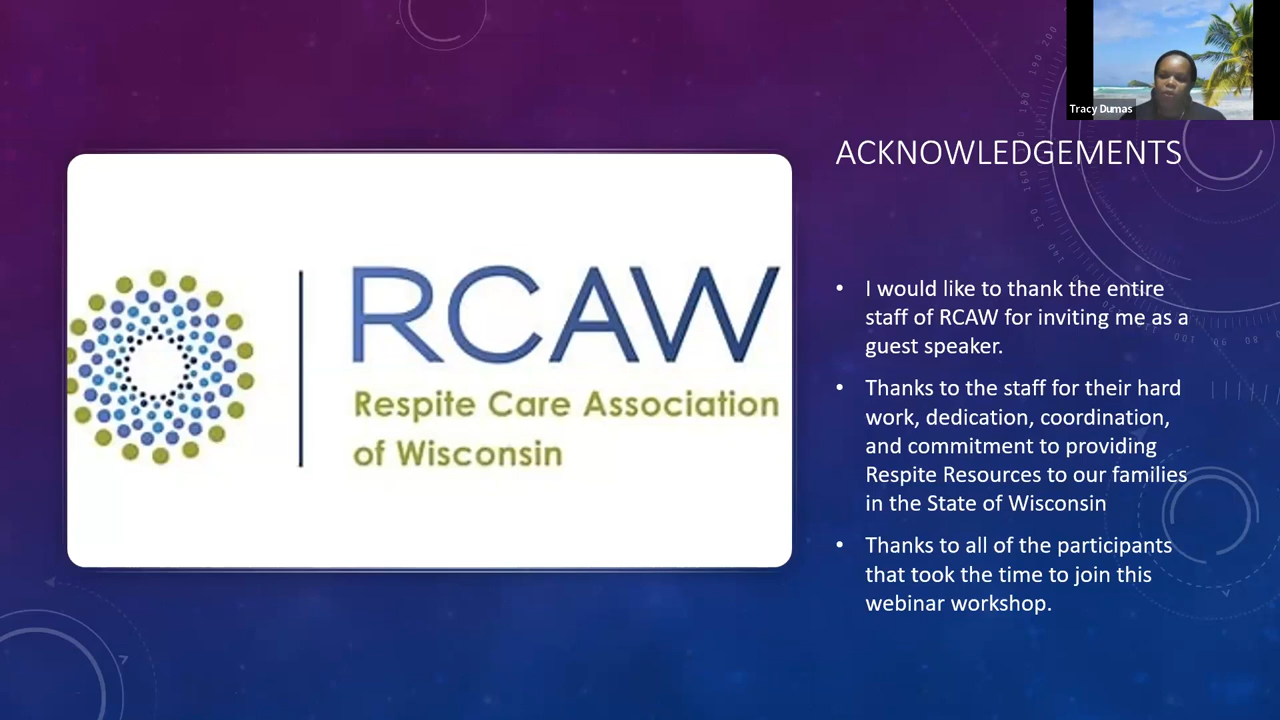 Tracy Dumas
ACKNOWLEDGEMENTS
RCAW
Respite Care Association
of Wisconsin
• I would like to thank the entire
staff of RCAW for inviting me as a
guest speaker.
• Thanks to the staff for their hard
work, dedication, coordination,
and commitment to providing
Respite Resources to our families
in the State of Wisconsin
• Thanks to all of the participants
that took the time to join this
webinar workshop.